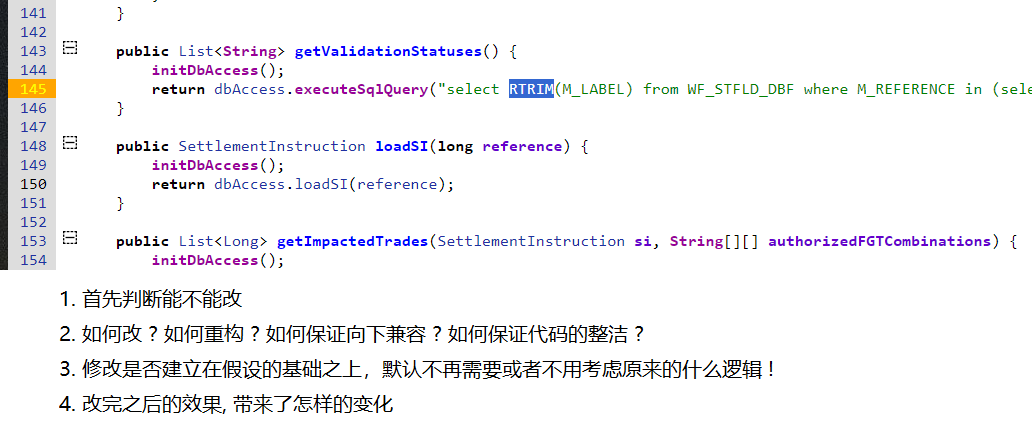 141 }
142
143 public List<String> getValidationStatuses() {
144 initDbAccess();
145 return dbAccess.executeSqlQuery("select RTRIM(M_LABEL) from WF_STFLD_DBF where M_REFERENCE in (sele
146 }
147
148 public SettlementInstruction loadSI(long reference) {
149 initDbAccess();
150 return dbAccess.loadSI(reference);
151 }
152
153 public List<Long> getImpactedTrades(SettlementInstruction si, String[][] authorizedFGTCombinations) {
154 initDbAccess();
1. 首先判断能不能改
2. 如何改？如何重构？如何保证向下兼容？如何保证代码的整洁？
3. 修改是否建立在假设的基础之上，默认不再需要或者不用考虑原来的什么逻辑！
4. 改完之后的效果, 带来了怎样的变化